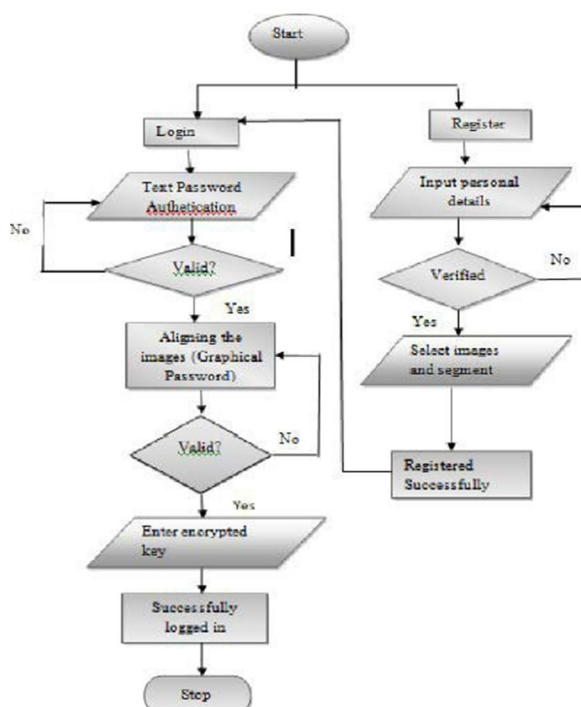 Start
Login
Register
Text Password
Authetication
Input personal
details
No
Valid?
Verified
No
Yes
Yes
Aligning the
images (Graphical
Password)
Select images
and segment
Valid?
No
Registered
Successfully
Yes
Enter encrypted
key
Successfully
logged in
Stop